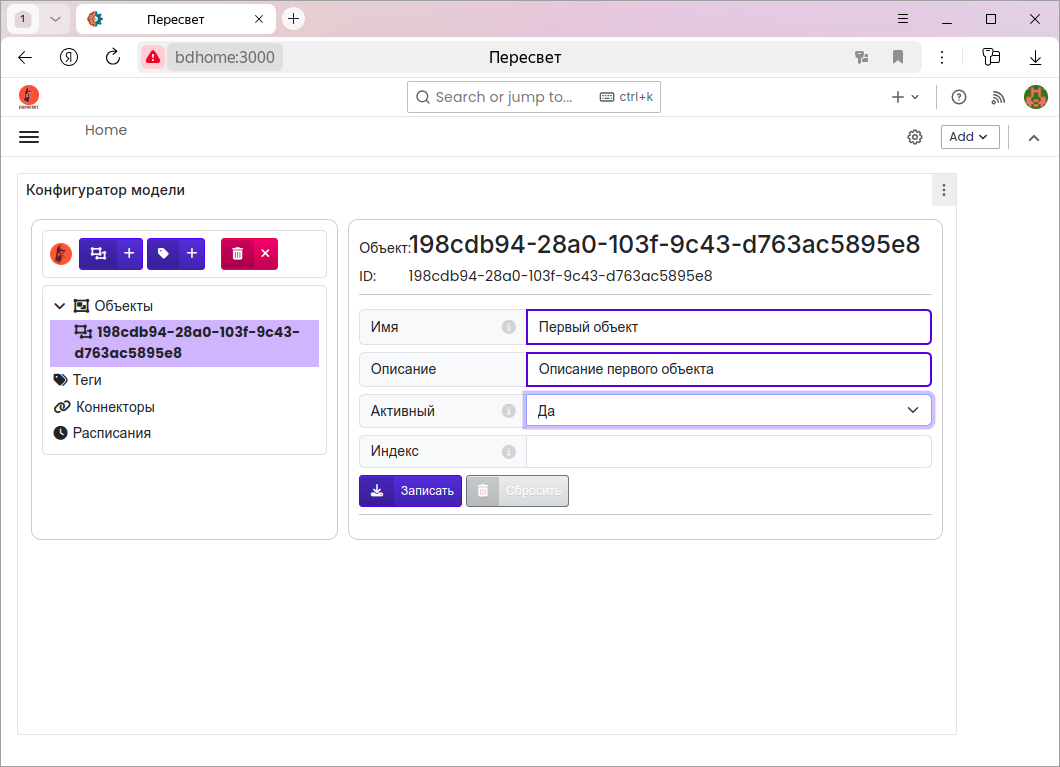 1
Пересвет
bdhome:3000
Пересвет
Search or jump to...
ctrl+k
Home
Add
Конфигуратор модели
Объекты
198cdb94-28a0-103f-9c43-
d763ac5895e8
Теги
Коннекторы
Расписания
Объект:198cdb94-28a0-103f-9c43-d763ac5895e8
ID: 198cdb94-28a0-103f-9c43-d763ac5895e8
Имя Первый объект
Описание Описание первого объекта
Активный Да
Индекс
Записать Сбросить